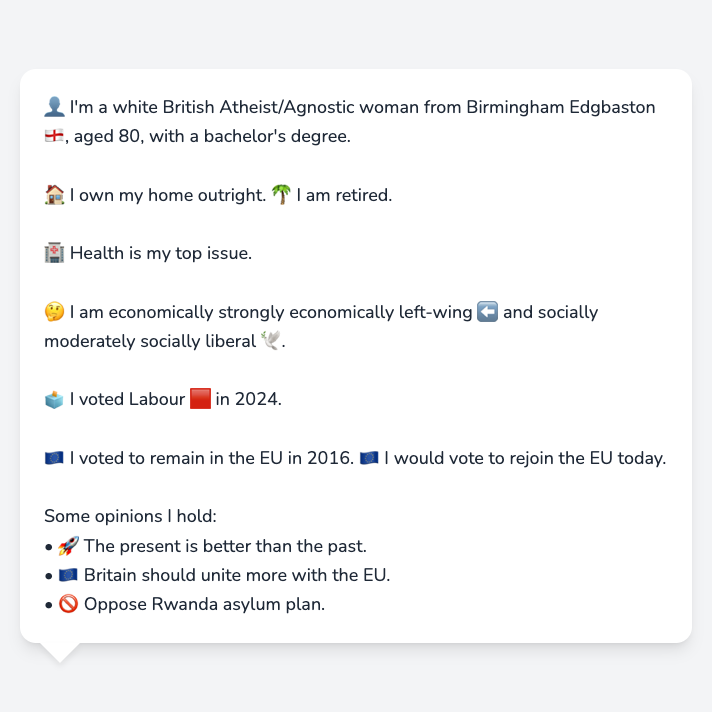 👤 I'm a white British Atheist/Agnostic woman from Birmingham Edgbaston
🏴󠁧󠁢󠁥󠁮󠁧󠁿, aged 80, with a bachelor's degree.
🏠 I own my home outright. 🌴 I am retired.
🏥 Health is my top issue.
🤔 I am economically strongly economically left-wing ⬅️ and socially
moderately socially liberal 🕊️.
🗳️ I voted Labour 🟥 in 2024.
🇪🇺 I voted to remain in the EU in 2016. 🇪🇺 I would vote to rejoin the EU today.
Some opinions I hold:
• 🚀 The present is better than the past.
• 🇪🇺 Britain should unite more with the EU.
• 🚫 Oppose Rwanda asylum plan.